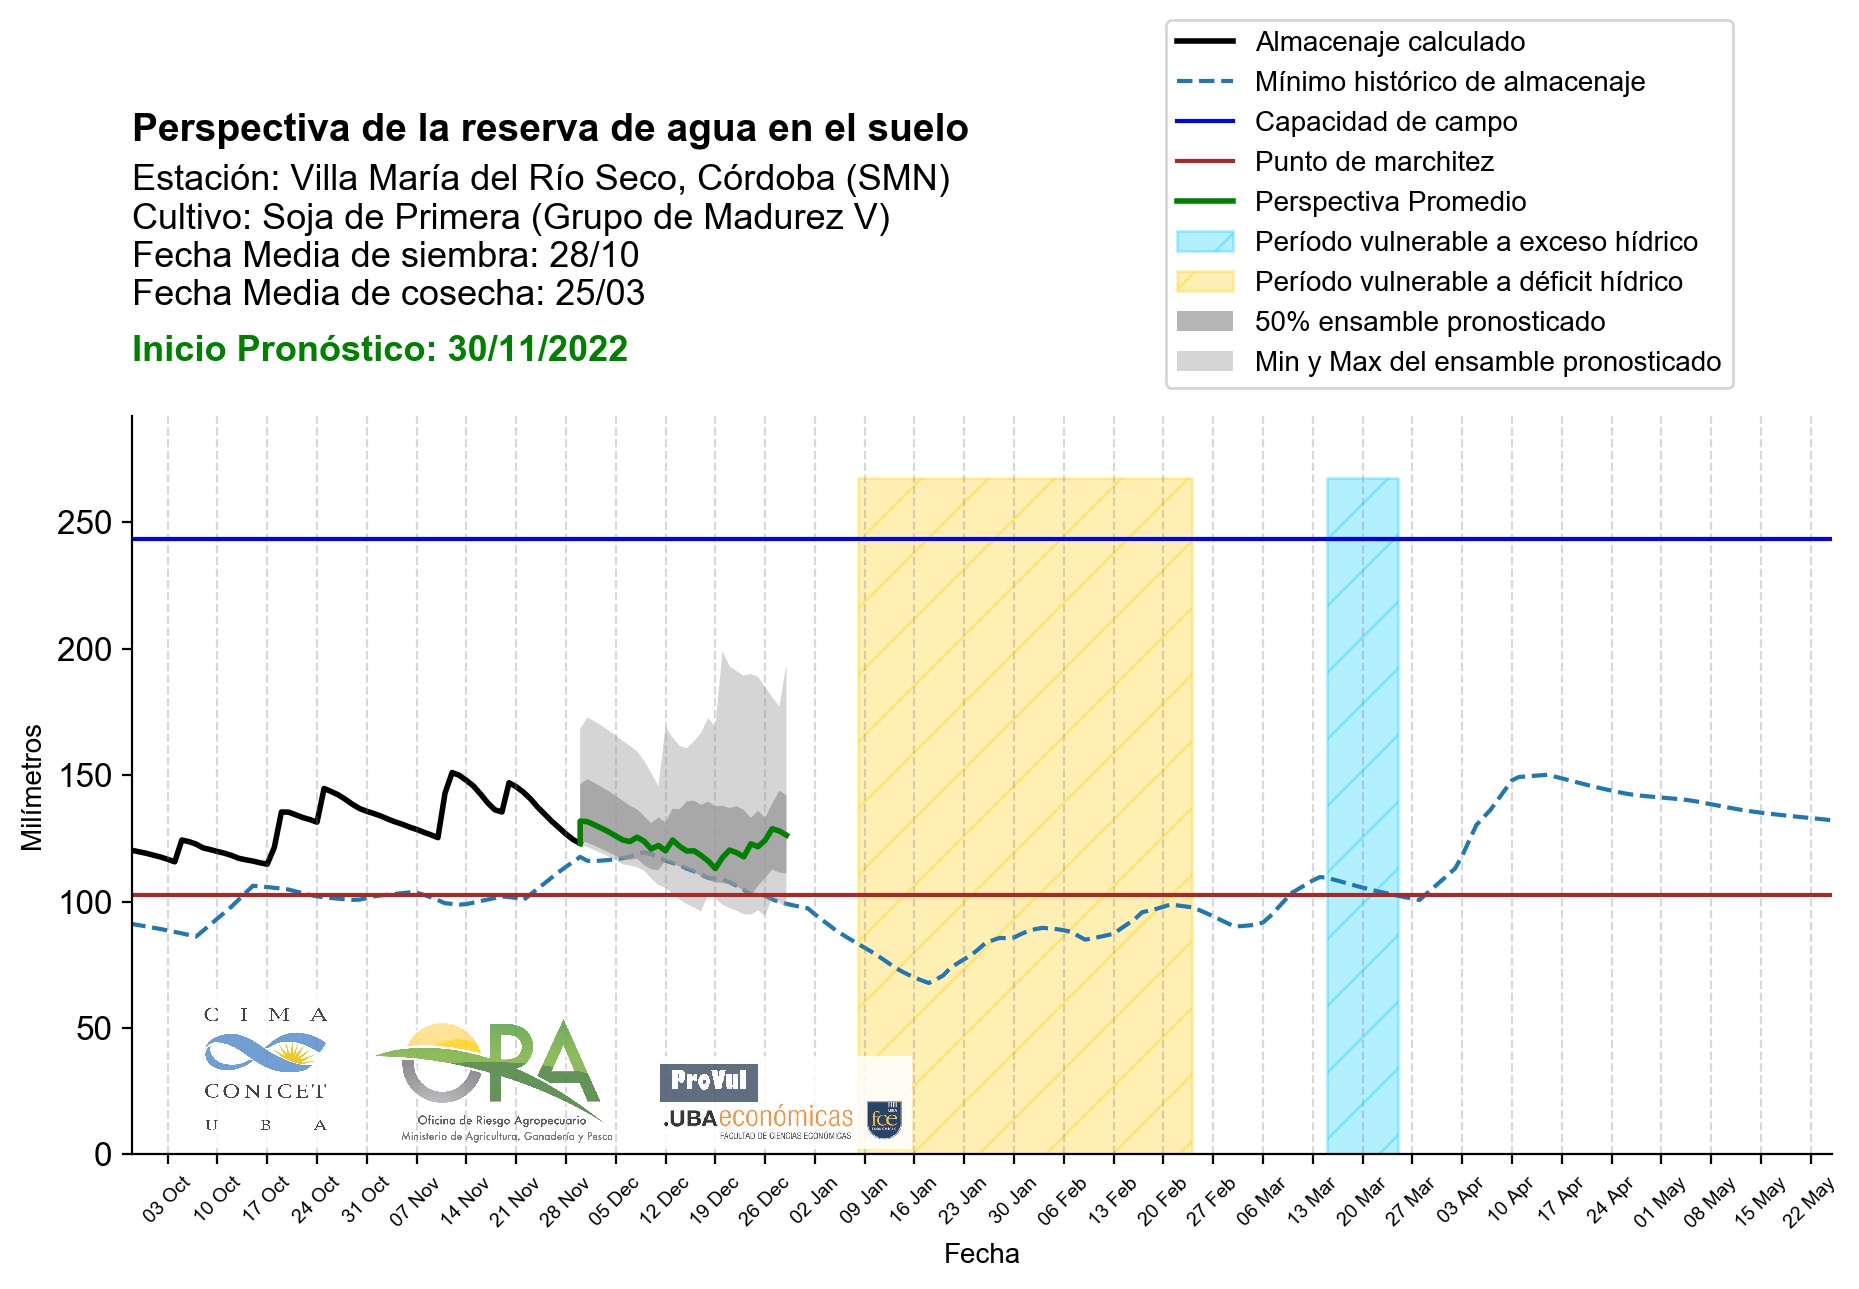 Almacenaje calculado
Mínimo histórico de almacenaje
Capacidad de campo
Punto de marchitez
Perspectiva Promedio
Período vulnerable a exceso hídrico
Período vulnerable a déficit hídrico
50% ensamble pronosticado
Min y Max del ensamble pronosticado
Perspectiva de la reserva de agua en el suelo
Estación: Villa María del Río Seco, Córdoba (SMN)
Cultivo: Soja de Primera (Grupo de Madurez V)
Fecha Media de siembra: 28/10
Fecha Media de cosecha: 25/03
Inicio Pronóstico: 30/11/2022
Milímetros
250
200
150
100
50
0
CIMA
CONICET
UBA
ORA
Oficina de Riesgo Agropecuario
Ministerio de Agricultura, Ganadería y Pesca
ProVul
.UBAeconómicas
FACULTAD DE CIENCIAS ECONÓMICAS
fce
03 Oct
10 Oct
17 Oct
24 Oct
31 Oct
07 Nov
14 Nov
21 Nov
28 Nov
05 Dec
12 Dec
19 Dec
26 Dec
02 Jan
09 Jan
16 Jan
23 Jan
30 Jan
06 Feb
13 Feb
20 Feb
27 Feb
06 Mar
13 Mar
20 Mar
27 Mar
03 Apr
10 Apr
17 Apr
24 Apr
01 May
08 May
15 May
22 May
Fecha